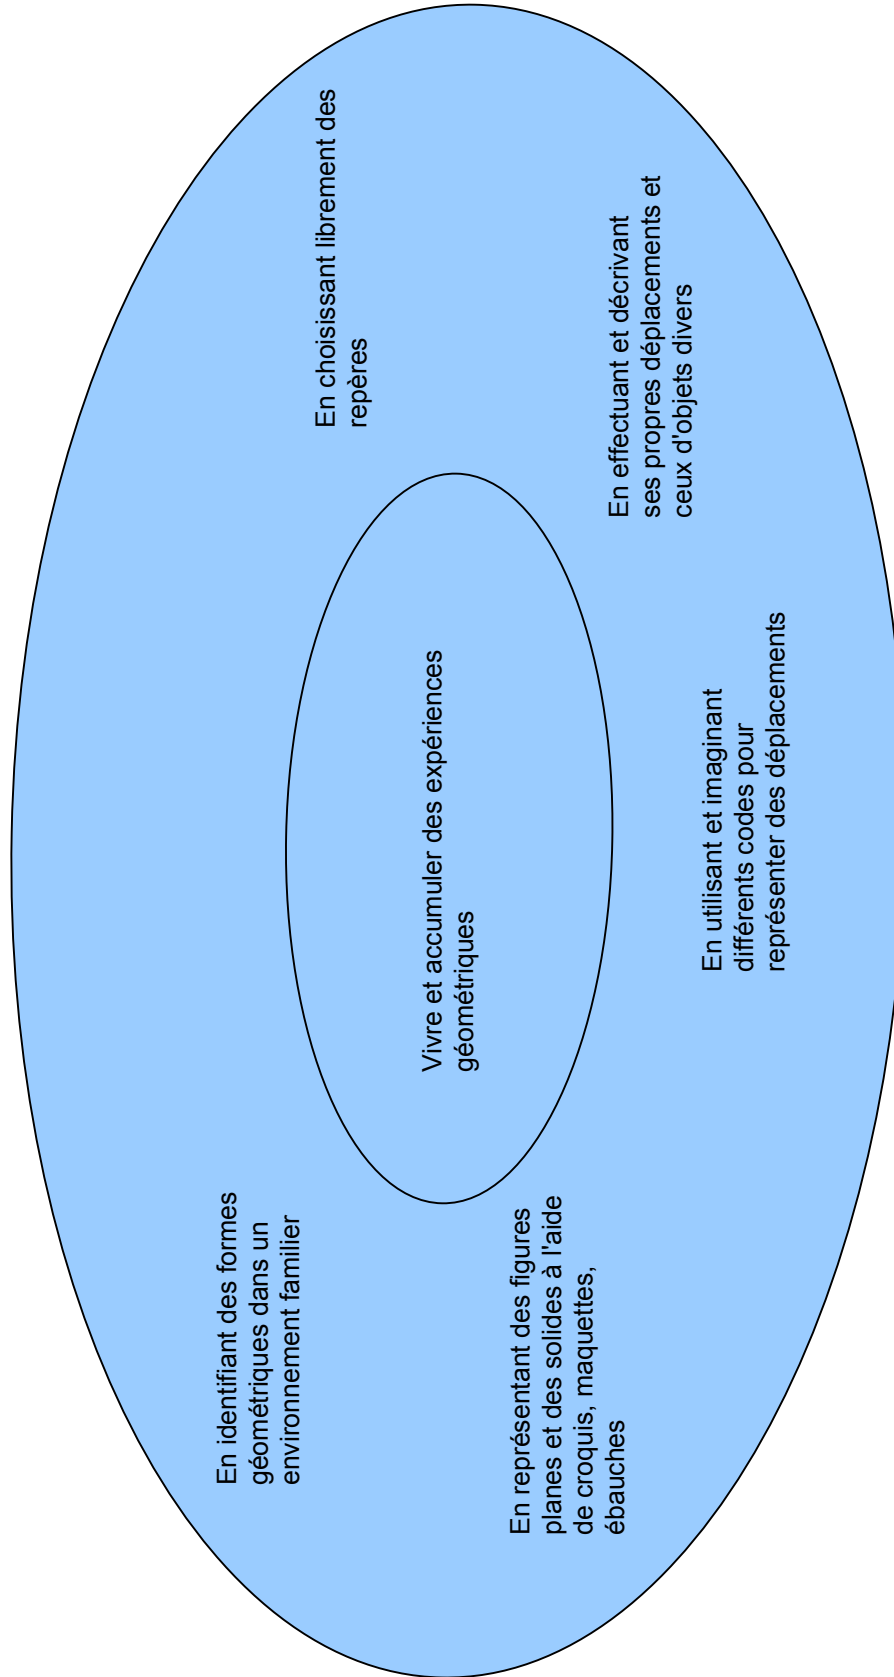 En identifiant des formes
géométriques dans un
environnement familier
En choisissant librement des
repères
Vivre et accumuler des expériences
géométriques
En représentant des figures
planes et des solides à l'aide
de croquis, maquettes,
ébauches
En effectuant et décrivant
ses propres déplacements et
ceux d'objets divers
En utilisant et imaginant
différents codes pour
représenter des déplacements